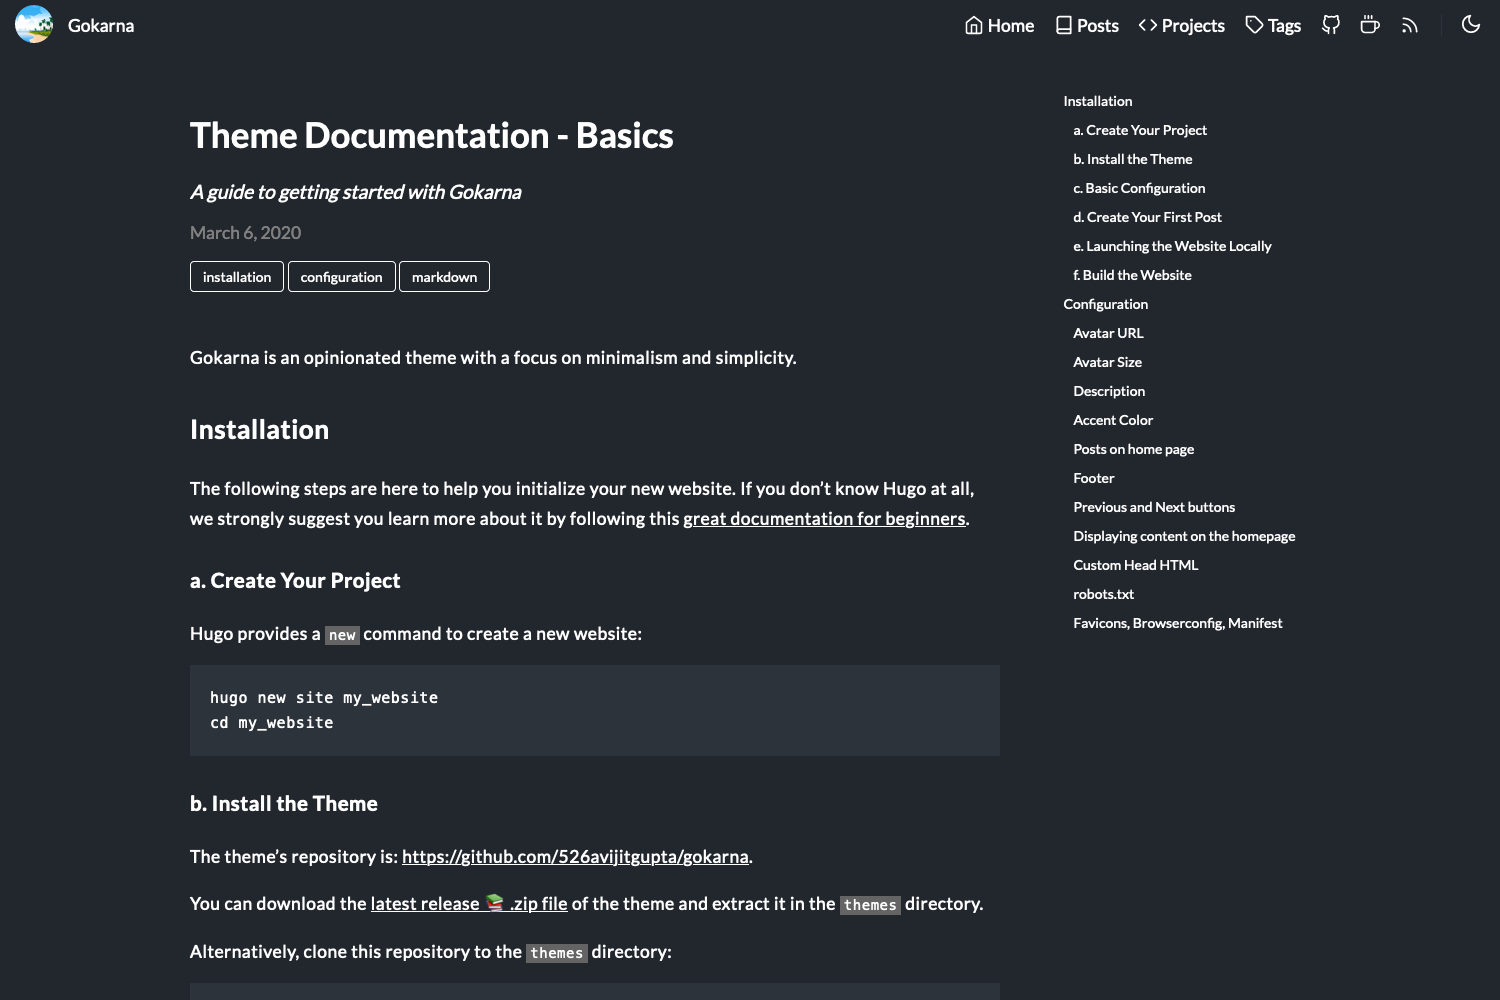 Gokarna
Home Posts Projects Tags
Theme Documentation - Basics
A guide to getting started with Gokarna
March 6, 2020
installation configuration markdown
Gokarna is an opinionated theme with a focus on minimalism and simplicity.
Installation
The following steps are here to help you initialize your new website. If you don’t know Hugo at all,
we strongly suggest you learn more about it by following this great documentation for beginners.
a. Create Your Project
Hugo provides a new command to create a new website:
hugo new site my_website
cd my_website
b. Install the Theme
The theme’s repository is: https://github.com/526avijitgupta/gokarna.
You can download the latest release 📚 .zip file of the theme and extract it in the themes directory.
Alternatively, clone this repository to the themes directory:
Installation
a. Create Your Project
b. Install the Theme
c. Basic Configuration
d. Create Your First Post
e. Launching the Website Locally
f. Build the Website
Configuration
Avatar URL
Avatar Size
Description
Accent Color
Posts on home page
Footer
Previous and Next buttons
Displaying content on the homepage
Custom Head HTML
robots.txt
Favicons, Browserconfig, Manifest